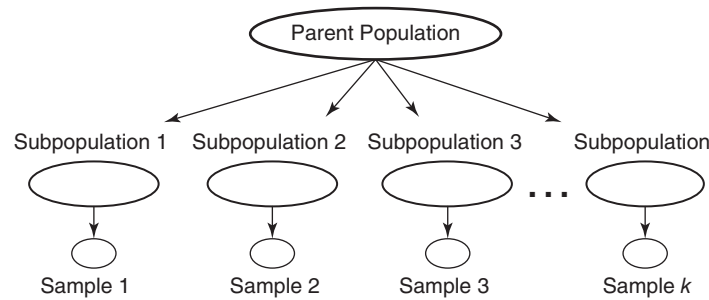 Parent Population
Subpopulation 1 Subpopulation 2 Subpopulation 3 Subpopulation
...
Sample 1 Sample 2 Sample 3 Sample k